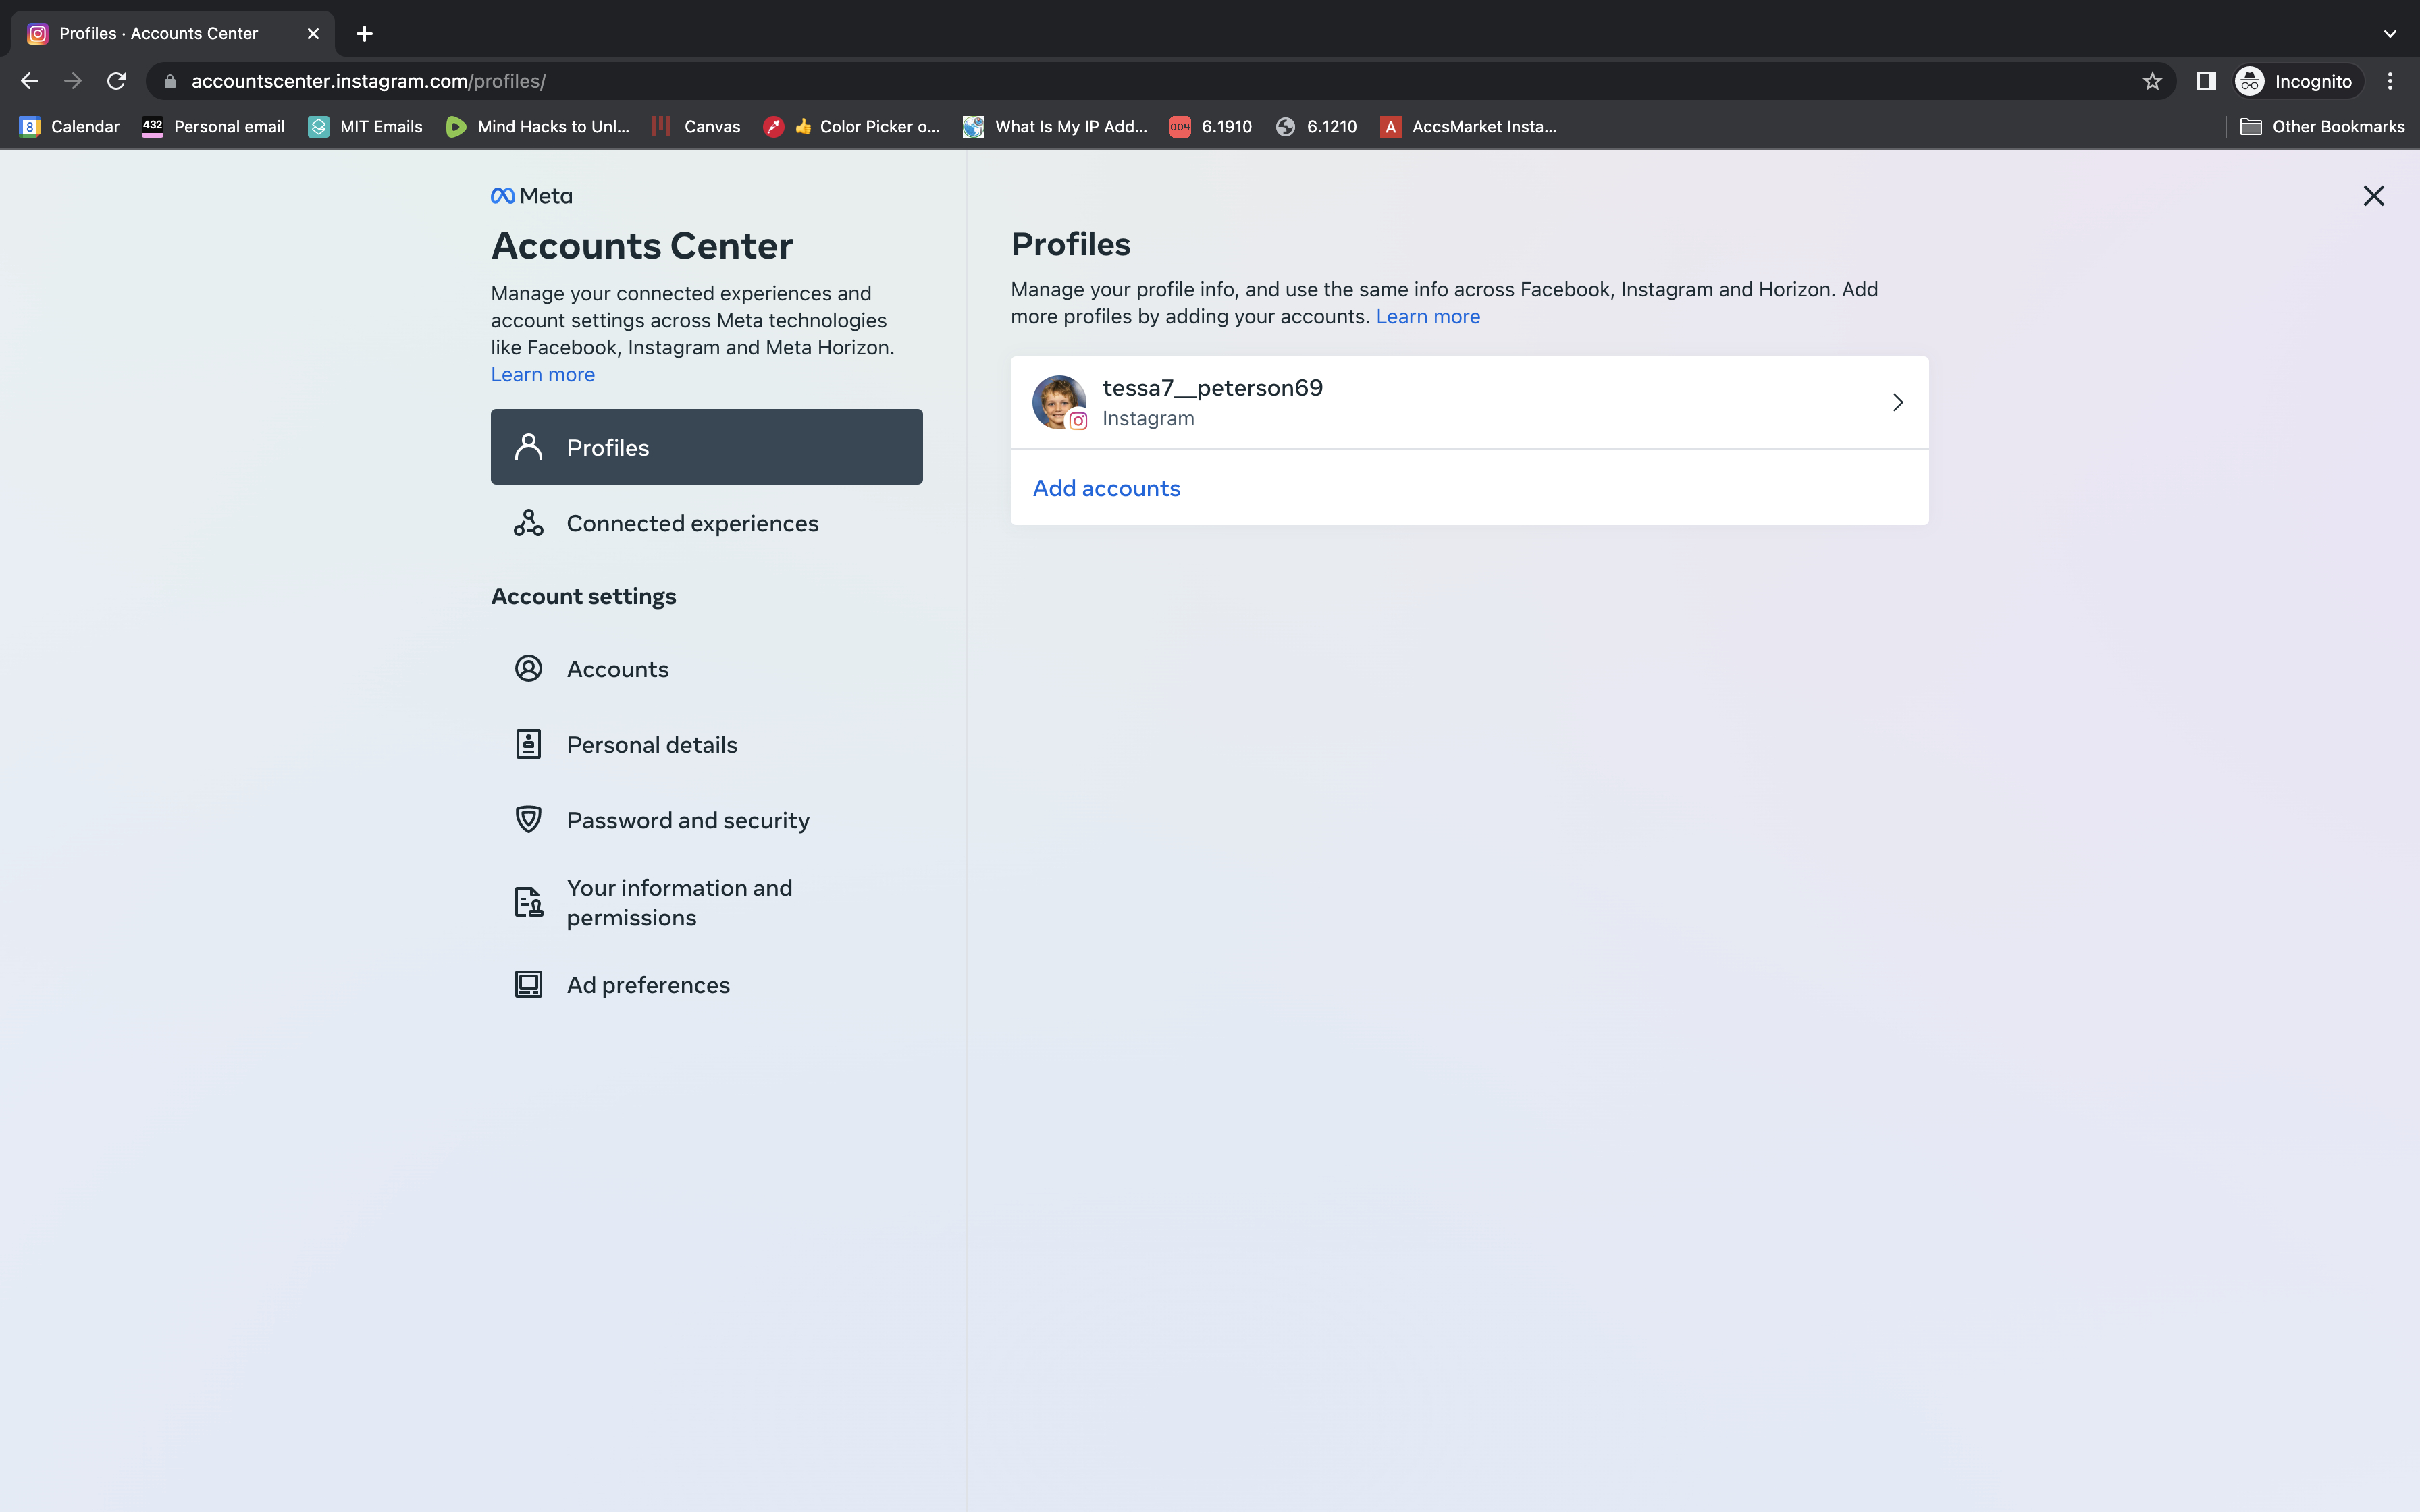 Profiles · Accounts Center
accountscenter.instagram.com/profiles/
Incognito
8 Calendar
432 Personal email
MIT Emails
Mind Hacks to Unl...
Canvas
👍 Color Picker o...
What Is My IP Add...
004 6.1910
6.1210
A AccsMarket Insta...
Other Bookmarks
Meta
Accounts Center
Manage your connected experiences and
account settings across Meta technologies
like Facebook, Instagram and Meta Horizon.
Learn more
Profiles
Connected experiences
Account settings
Accounts
Personal details
Password and security
Your information and
permissions
Ad preferences
Profiles
Manage your profile info, and use the same info across Facebook, Instagram and Horizon. Add
more profiles by adding your accounts. Learn more
tessa7__peterson69
Instagram
Add accounts